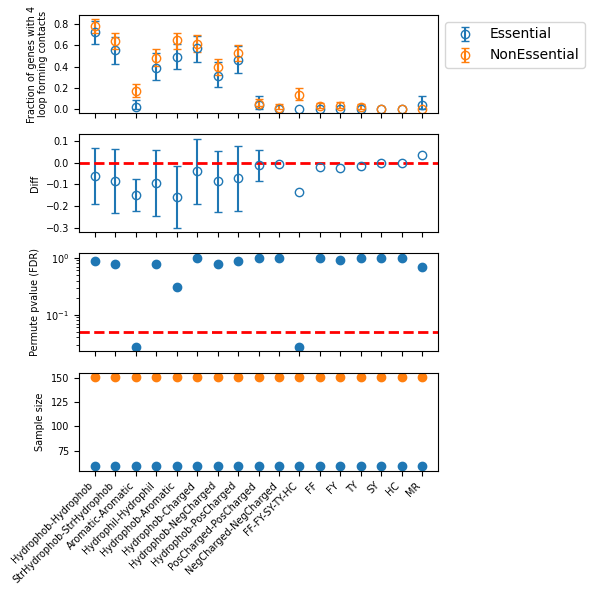 Fraction of genes with 4
loop forming contacts
0.8
0.6
0.4
0.2
0.0
Essential
NonEssential
Diff
0.1
0.0
−0.1
−0.2
−0.3
Permute pvalue (FDR)
10⁰
10⁻¹
Sample size
150
125
100
75
Hydrophob-Hydrophob
StrHydrophob-StrHydrophob
Aromatic-Aromatic
Hydrophil-Hydrophil
Hydrophob-Aromatic
Hydrophob-Charged
Hydrophob-NegCharged
Hydrophob-PosCharged
PosCharged-PosCharged
NegCharged-NegCharged
FF-FY-SY-TY-HC
FF
FY
TY
SY
HC
MR